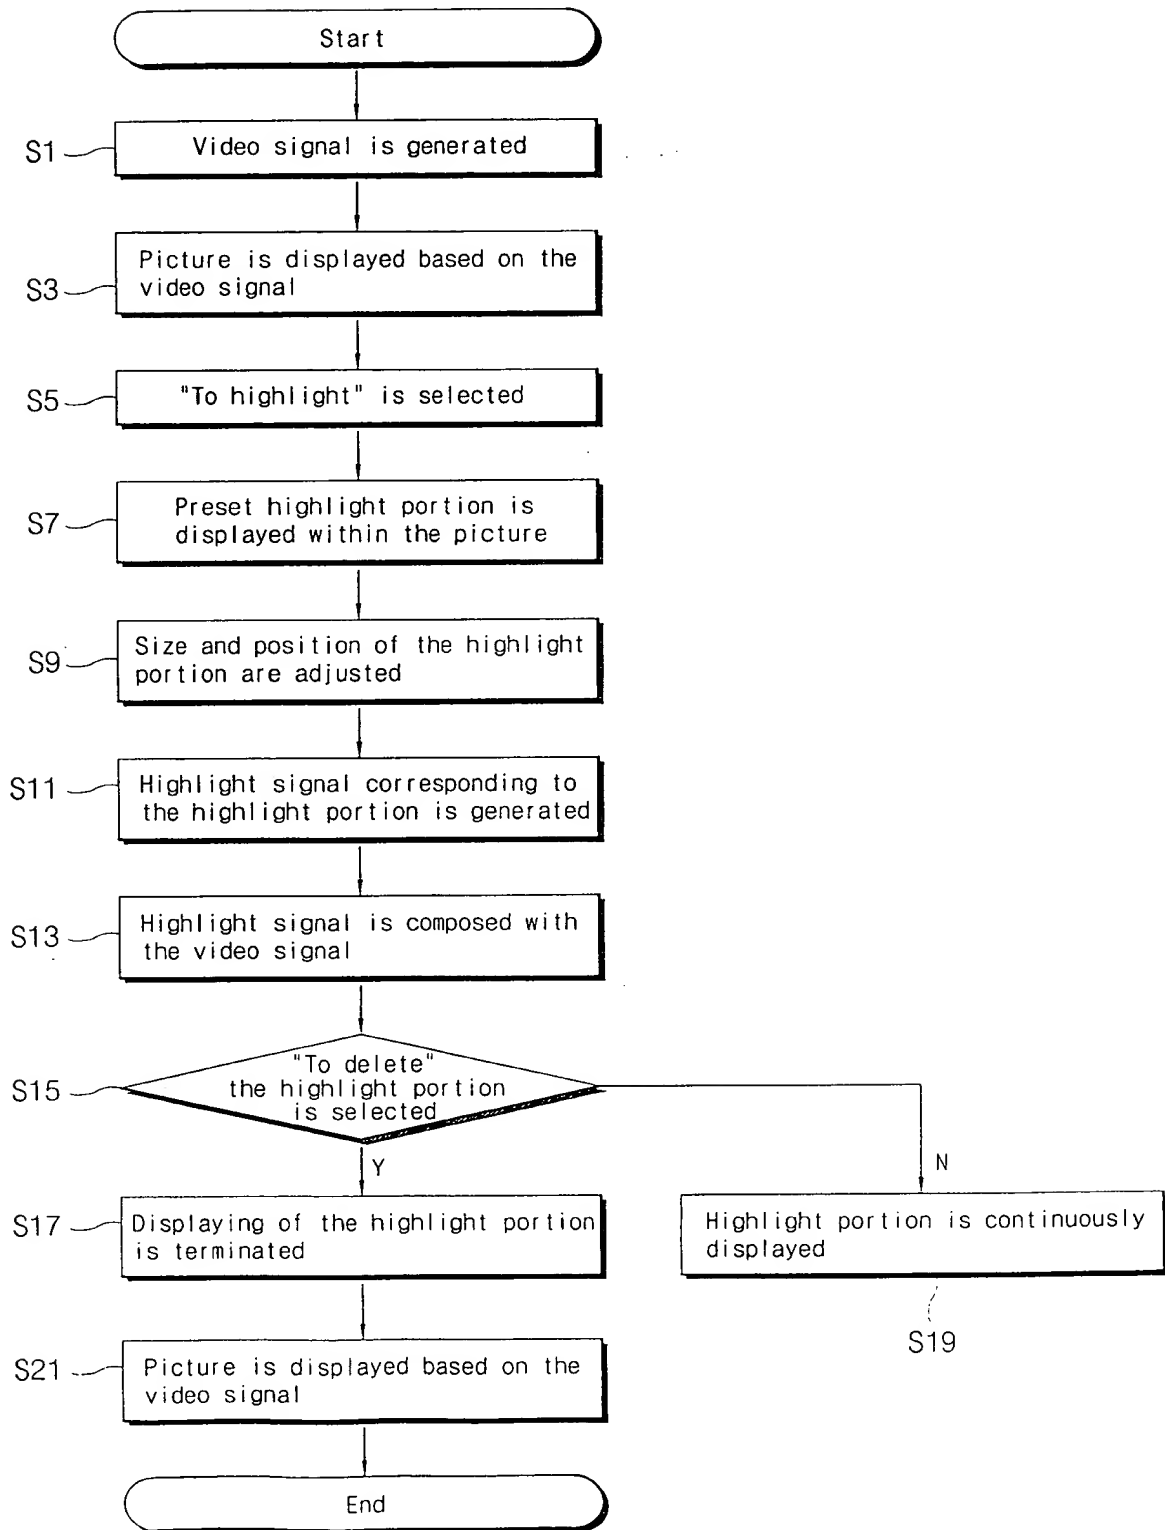 Start
S1
Video signal is generated
S3
Picture is displayed based on the
video signal
S5
"To highlight" is selected
S7
Preset highlight portion is
displayed within the picture
S9
Size and position of the highlight
portion are adjusted
S11
Highlight signal corresponding to
the highlight portion is generated
S13
Highlight signal is composed with
the video signal
S15
"To delete"
the highlight portion
is selected
Y
N
S17
Displaying of the highlight portion
is terminated
Highlight portion is continuously
displayed
S19
S21
Picture is displayed based on the
video signal
End